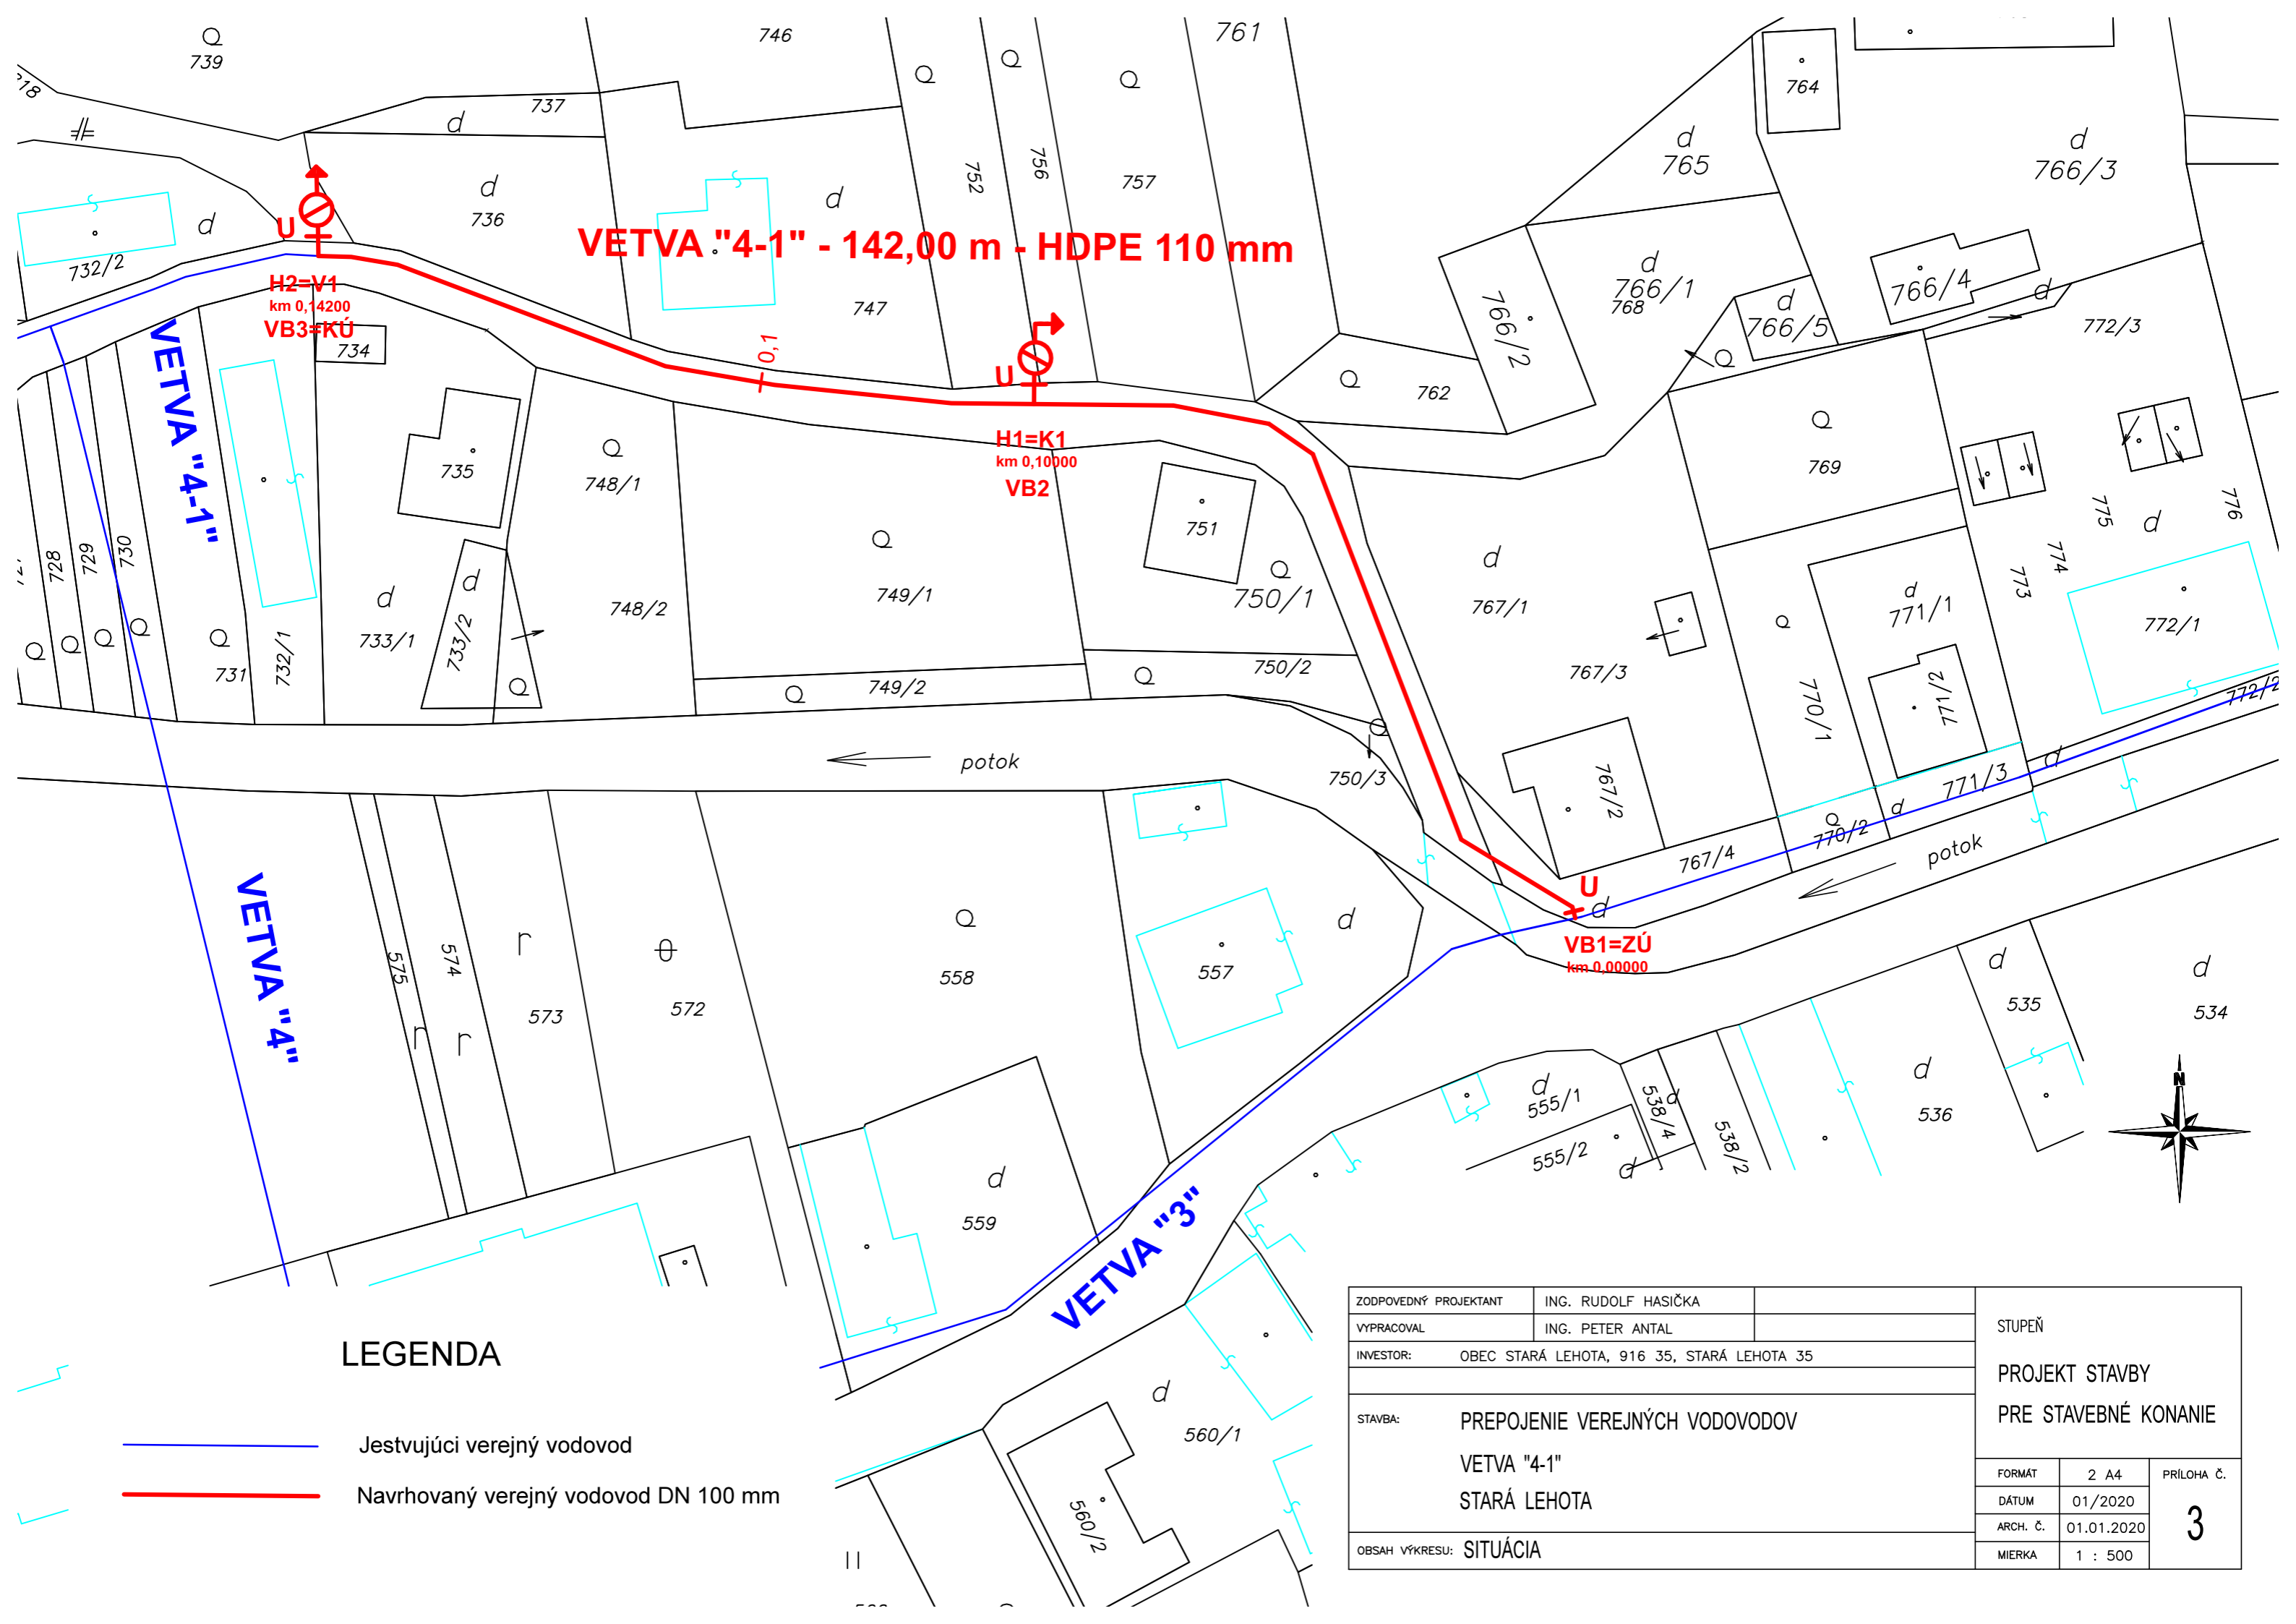 739
746
761
218
737
764
752
756
757
d
765
d
766/3
d
736
d
d
732/2
VETVA "4-1" - 142,00 m - HDPE 110 mm
U
H2=V1
km 0,14200
VB3=KÚ
734
747
0,1
U
H1=K1
km 0,10000
VB2
762
766/2
d
766/1
768
d
766/5
766/4
d
772/3
VETVA "4-1"
735
748/1
751
769
728
729
730
731
732/1
d
733/1
d
733/2
748/2
749/1
749/2
750/1
750/2
750/3
d
767/1
767/3
767/2
767/4
770/1
770/2
d
771/1
771/2
771/3
d
d
773
774
775
776
d
772/1
772/2
potok
potok
U
d
VB1=ZÚ
km 0,00000
VETVA "4"
575
574
r
r
r
573
572
558
557
d
d
559
VETVA "3"
d
555/1
555/2
d
538/4
d
538/2
d
535
d
534
d
536
N
d
560/1
560/2
LEGENDA
Jestvujúci verejný vodovod
Navrhovaný verejný vodovod DN 100 mm
ZODPOVEDNÝ PROJEKTANT ING. RUDOLF HASIČKA
VYPRACOVAL ING. PETER ANTAL
INVESTOR: OBEC STARÁ LEHOTA, 916 35, STARÁ LEHOTA 35
STAVBA: PREPOJENIE VEREJNÝCH VODOVODOV
VETVA "4-1"
STARÁ LEHOTA
OBSAH VÝKRESU: SITUÁCIA
STUPEŇ
PROJEKT STAVBY
PRE STAVEBNÉ KONANIE
FORMÁT 2 A4
DÁTUM 01/2020
ARCH. Č. 01.01.2020
MIERKA 1 : 500
PRÍLOHA Č.
3